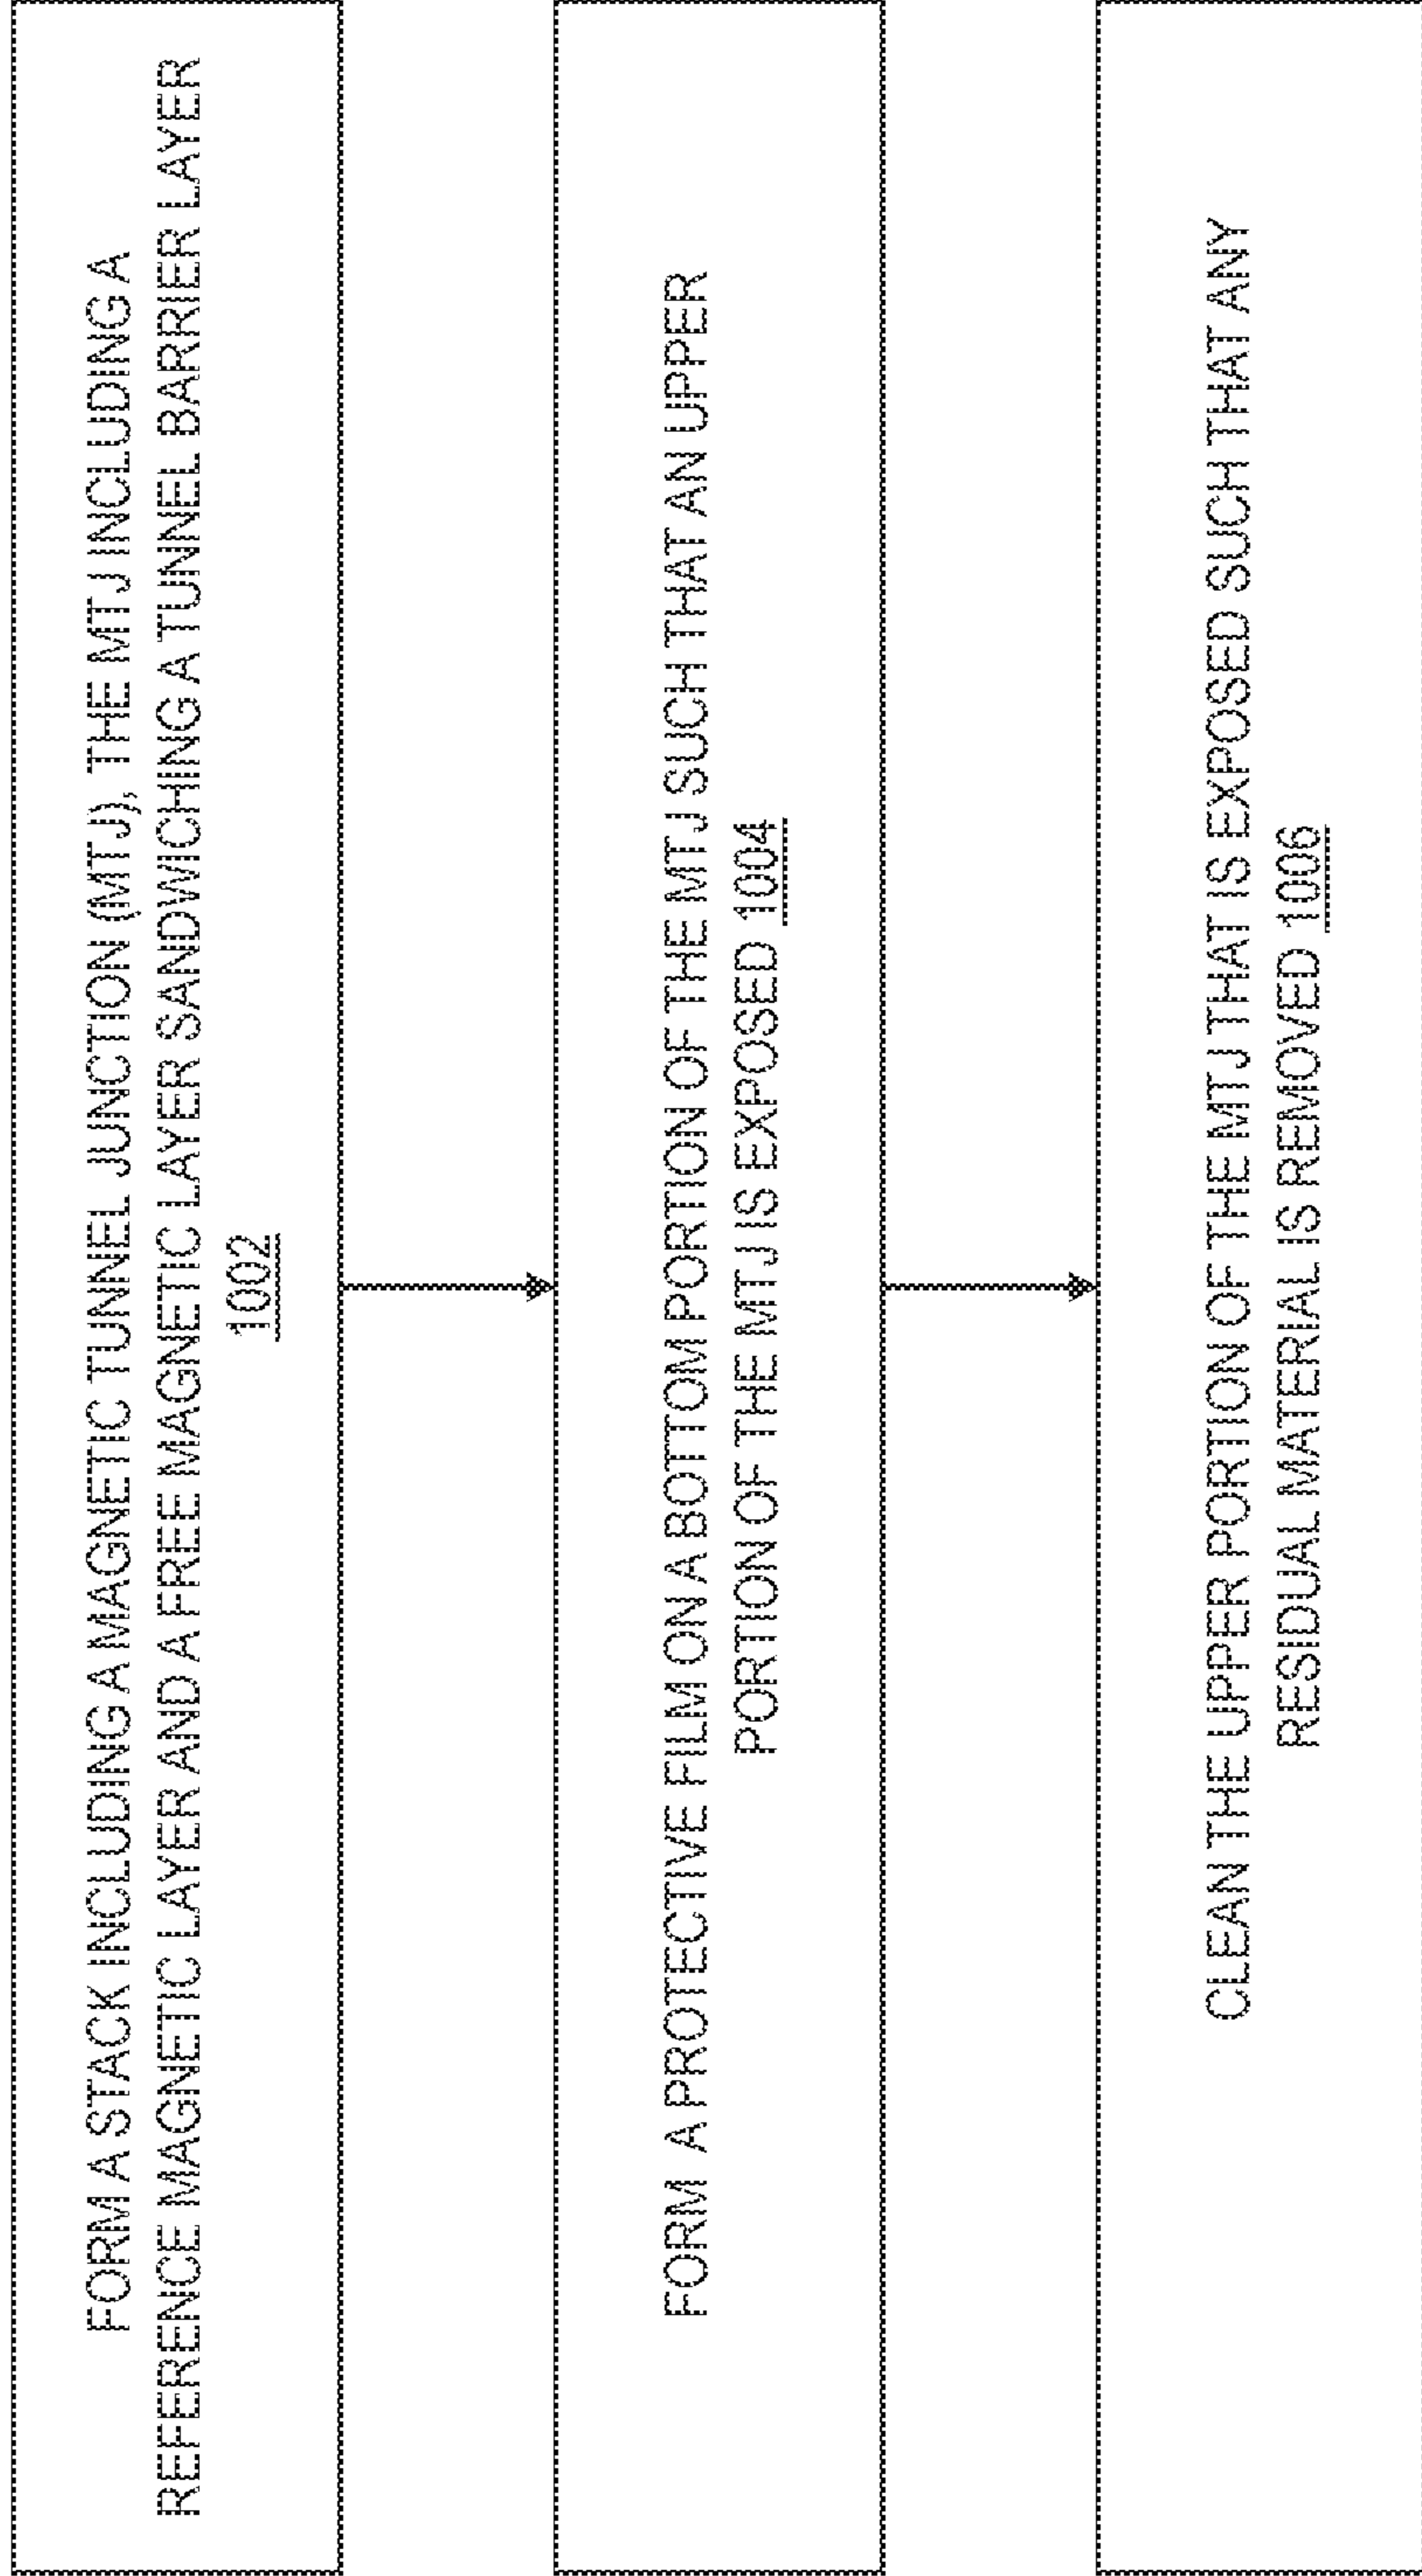 FORM A STACK INCLUDING A MAGNETIC TUNNEL JUNCTION (MTJ), THE MTJ INCLUDING A
REFERENCE MAGNETIC LAYER AND A FREE MAGNETIC LAYER SANDWICHING A TUNNEL BARRIER LAYER
1002
FORM A PROTECTIVE FILM ON A BOTTOM PORTION OF THE MTJ SUCH THAT AN UPPER
PORTION OF THE MTJ IS EXPOSED 1004
CLEAN THE UPPER PORTION OF THE MTJ THAT IS EXPOSED SUCH THAT ANY
RESIDUAL MATERIAL IS REMOVED 1006